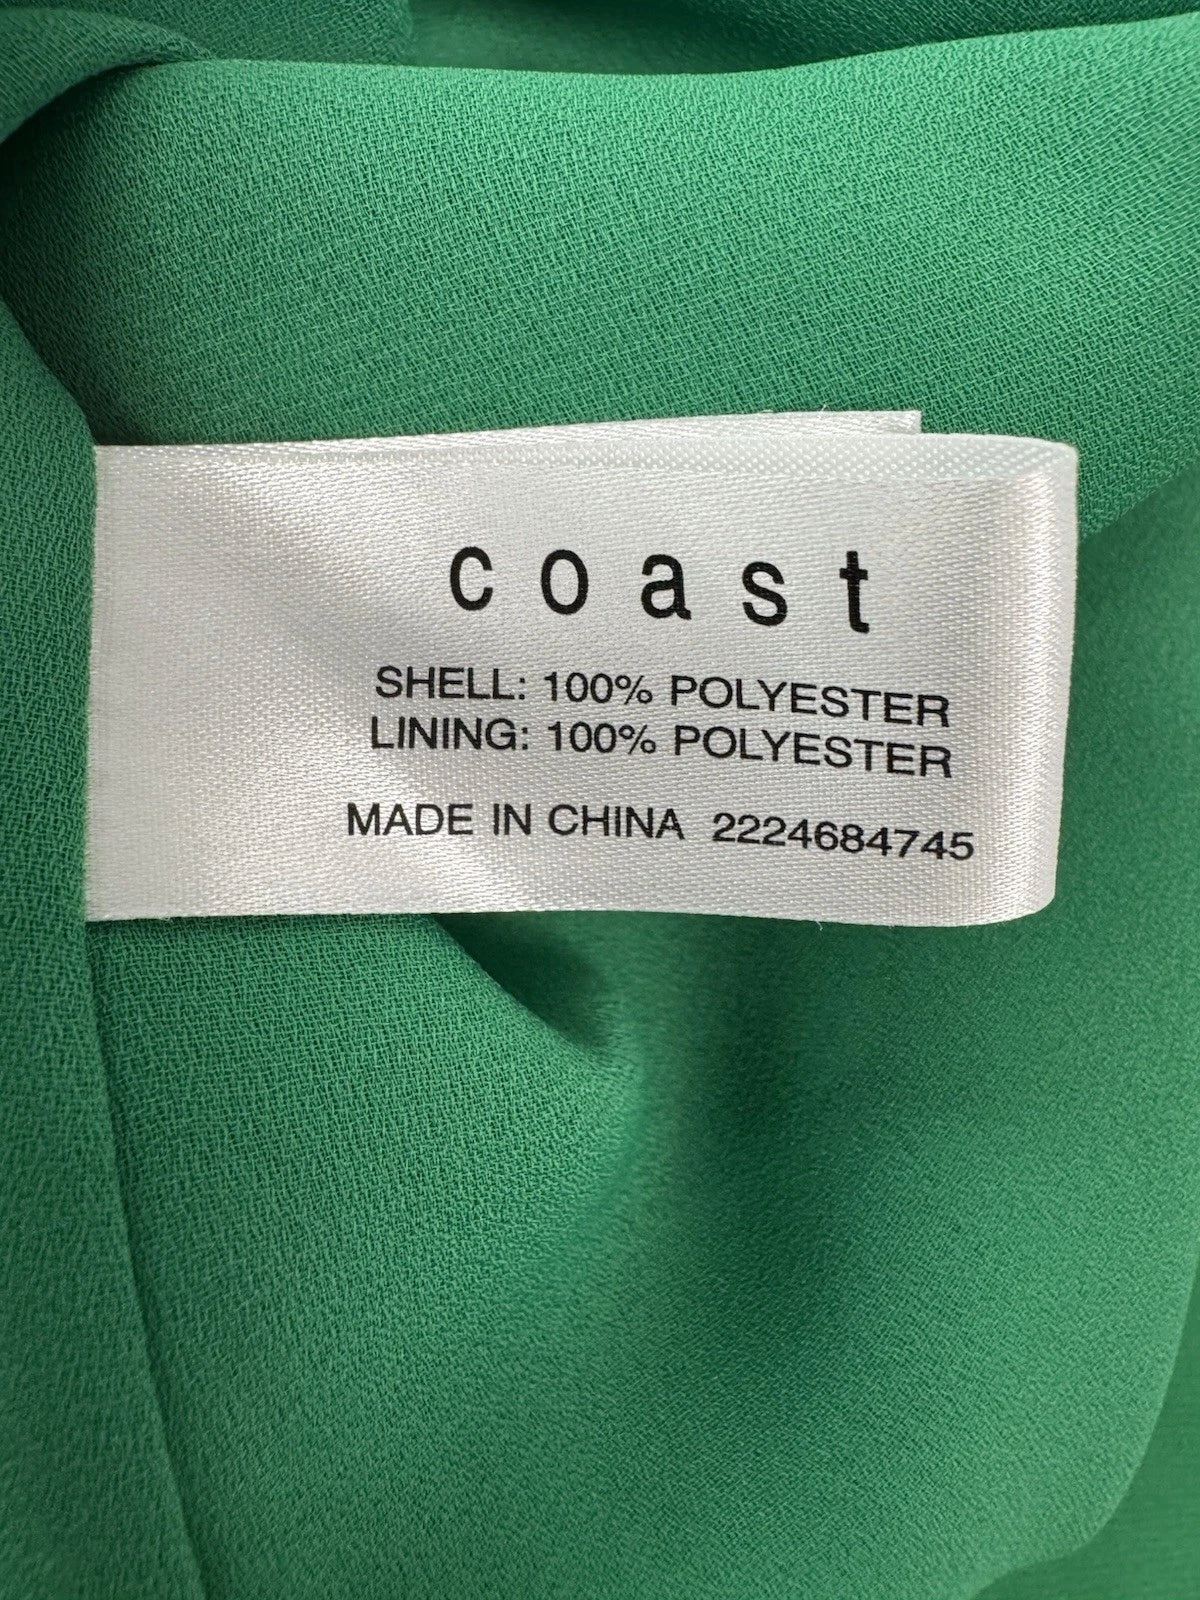 coast
SHELL: 100% POLYESTER
LINING: 100% POLYESTER
MADE IN CHINA 2224684745